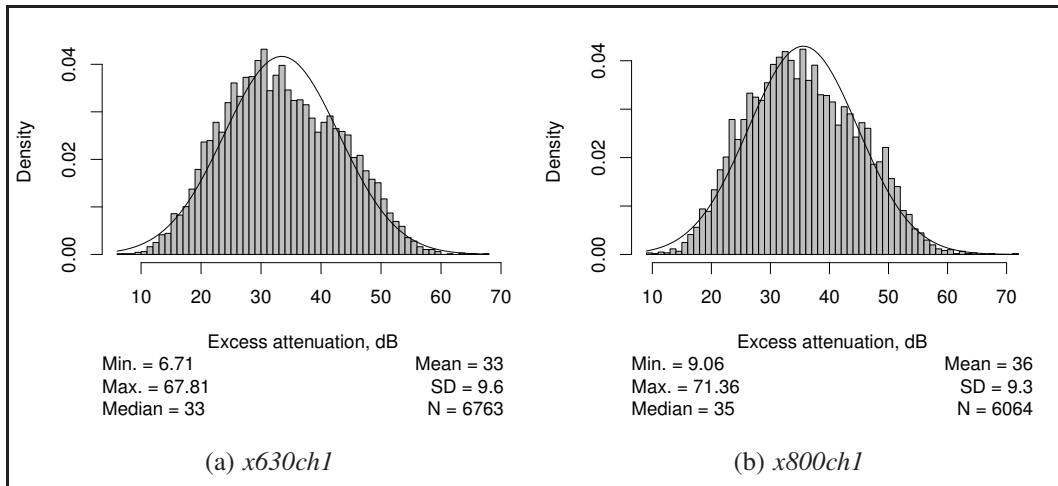 Density
0.00
0.02
0.04
10 20 30 40 50 60 70
Excess attenuation, dB
Min. = 6.71
Max. = 67.81
Median = 33
Mean = 33
SD = 9.6
N = 6763
(a) x630ch1
Density
0.00
0.02
0.04
10 20 30 40 50 60 70
Excess attenuation, dB
Min. = 9.06
Max. = 71.36
Median = 35
Mean = 36
SD = 9.3
N = 6064
(b) x800ch1